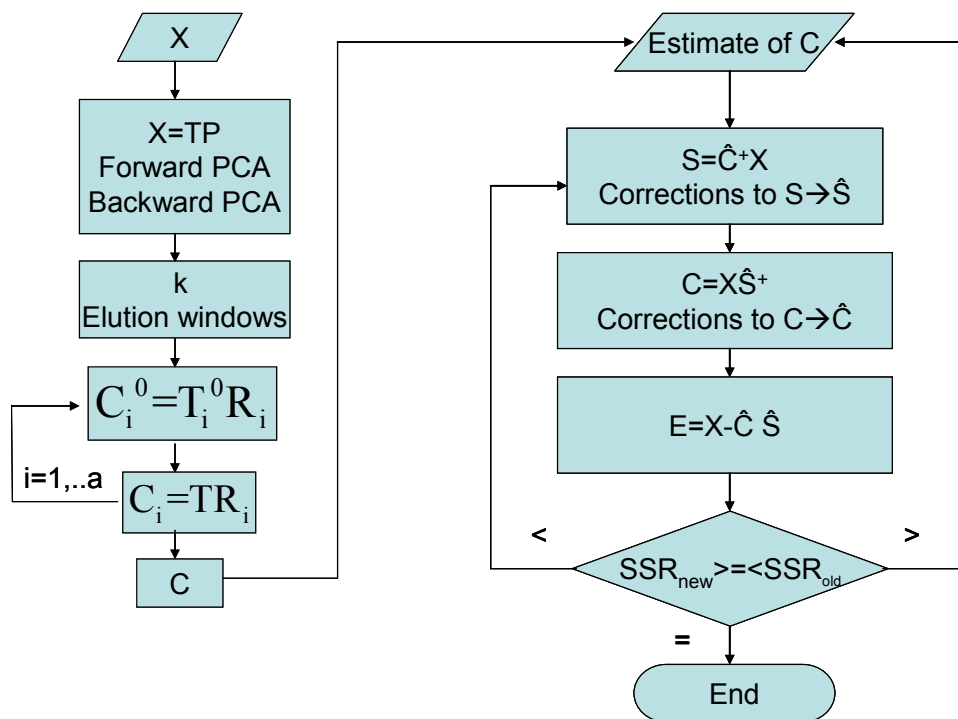 X
X=TP
Forward PCA
Backward PCA
k
Elution windows
C_i^0=T_i^0R_i
i=1,..a
C_i=TR_i
C
Estimate of C
S=Ĉ⁺X
Corrections to S→Ŝ
C=XŜ⁺
Corrections to C→Ĉ
E=X-Ĉ Ŝ
<
>
SSR_new>=<SSR_old
=
End